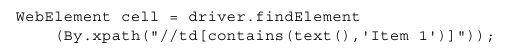 WebElement cell = driver.findElement
(By.xpath("//td[contains(text(),'Item 1')]"));